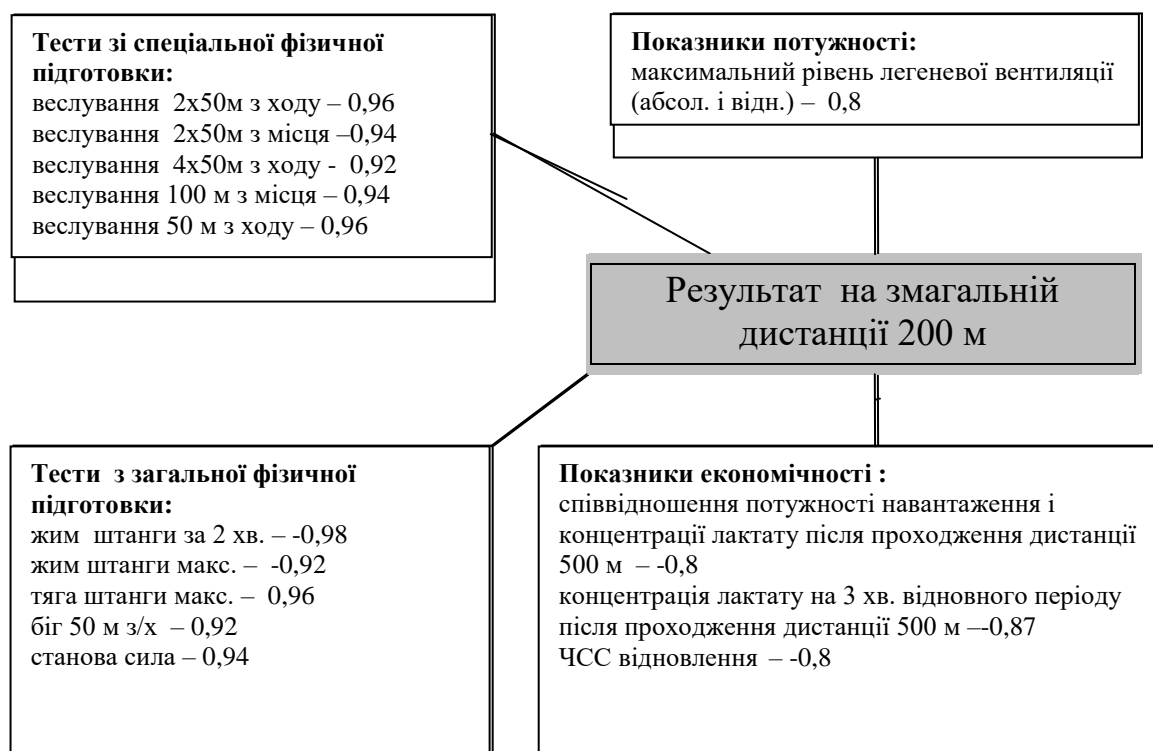 Тести зі спеціальної фізичної
підготовки:
веслування 2х50м з ходу – 0,96
веслування 2х50м з місця –0,94
веслування 4х50м з ходу - 0,92
веслування 100 м з місця – 0,94
веслування 50 м з ходу – 0,96
Показники потужності:
максимальний рівень легеневої вентиляції
(абсол. і відн.) – 0,8
Результат на змагальній
дистанції 200 м
Тести з загальної фізичної
підготовки:
жим штанги за 2 хв. – -0,98
жим штанги макс. – -0,92
тяга штанги макс. – 0,96
біг 50 м з/х – 0,92
станова сила – 0,94
Показники економічності :
співвідношення потужності навантаження і
концентрації лактату після проходження дистанції
500 м – -0,8
концентрація лактату на 3 хв. відновного періоду
після проходження дистанції 500 м –-0,87
ЧСС відновлення – -0,8